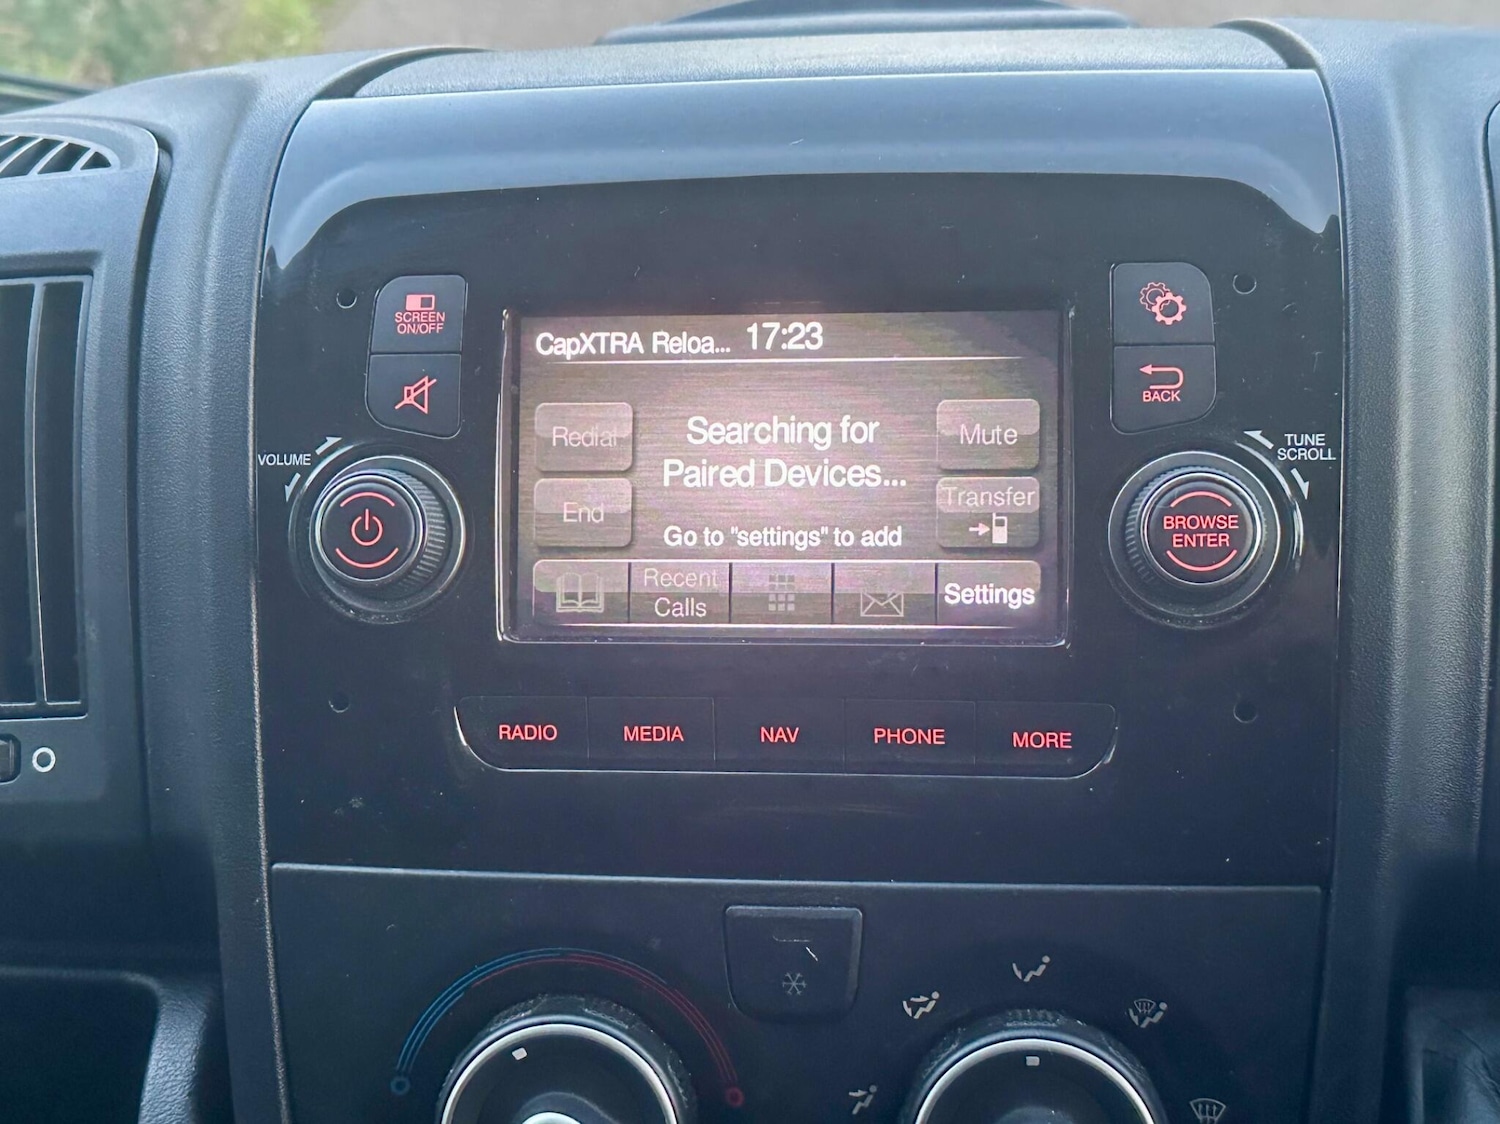 SCREEN
ON/OFF
CapXTRA Reloa... 17:23
BACK
VOLUME
TUNE
SCROLL
Redial
Searching for
Paired Devices...
Mute
End
Transfer
Go to "settings" to add
BROWSE
ENTER
Recent
Calls
Settings
RADIO
MEDIA
NAV
PHONE
MORE